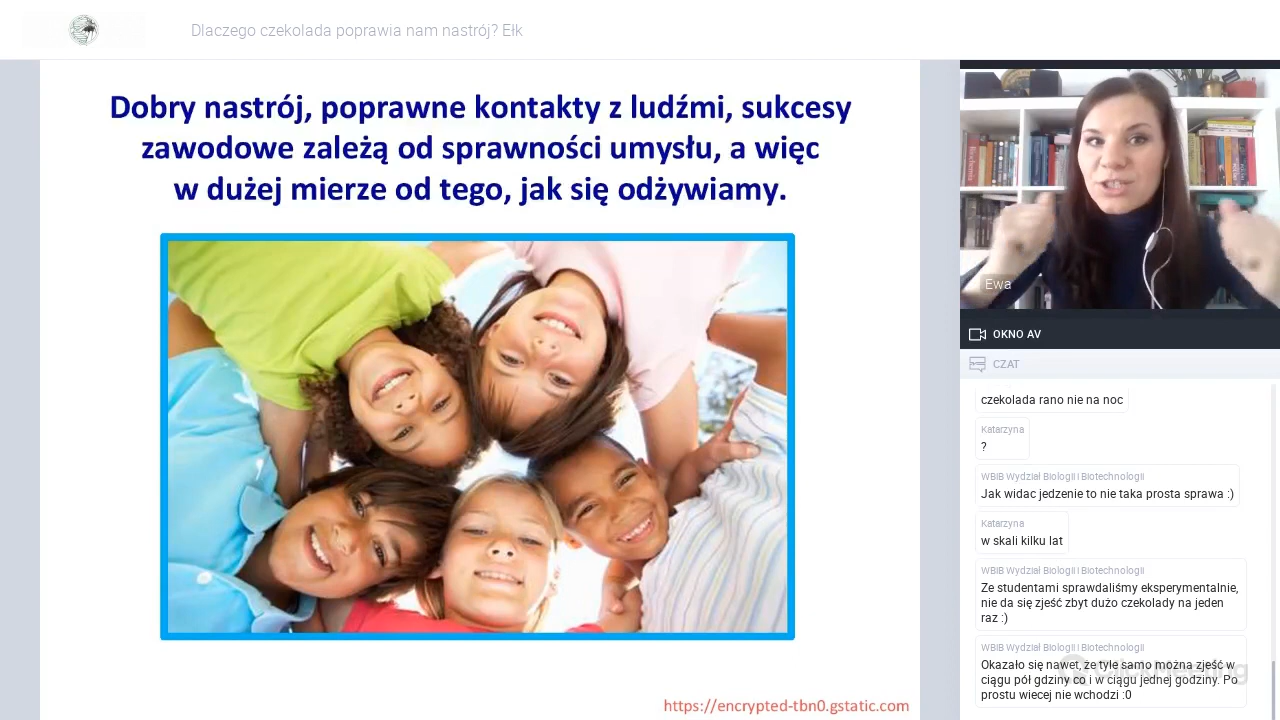 Dlaczego czekolada poprawia nam nastrój? Ełk
Dobry nastrój, poprawne kontakty z ludźmi, sukcesy
zawodowe zależą od sprawności umysłu, a więc
w dużej mierze od tego, jak się odżywiamy.
https://encrypted-tbn0.gstatic.com
Ewa
OKNO AV
CZAT
czekolada rano nie na noc
Katarzyna
?
WBiB Wydział Biologii i Biotechnologii
Jak widac jedzenie to nie taka prosta sprawa :)
Katarzyna
w skali kilku lat
WBiB Wydział Biologii i Biotechnologii
Ze studentami sprawdaliśmy eksperymentalnie,
nie da się zjeść zbyt dużo czekolady na jeden
raz :)
WBiB Wydział Biologii i Biotechnologii
Okazało się nawet, że tyle samo można zjeść w
ciągu pół gdziny co i w ciągu jednej godziny. Po
prostu wiecej nie wchodzi :0